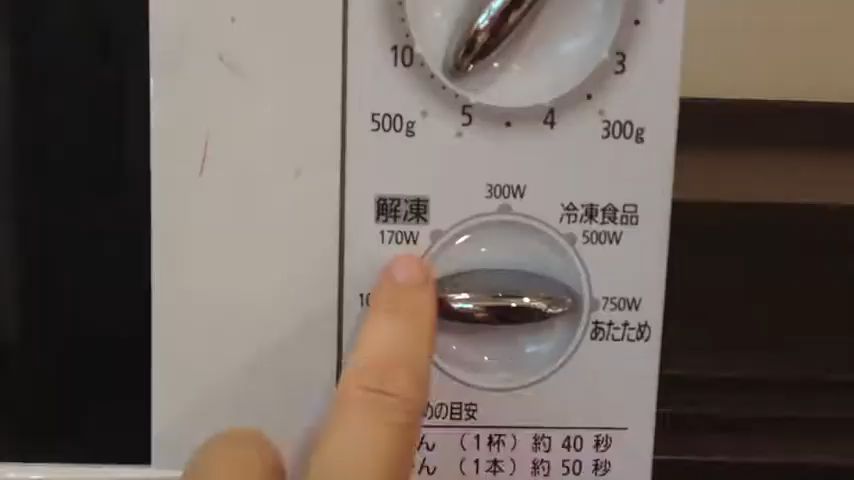 10
3
500g
5
4
300g
300W
解凍
冷凍食品
170W
500W
750W
あたため
の目安
ん (1杯) 約 40 秒
ん (1本) 約 50 秒